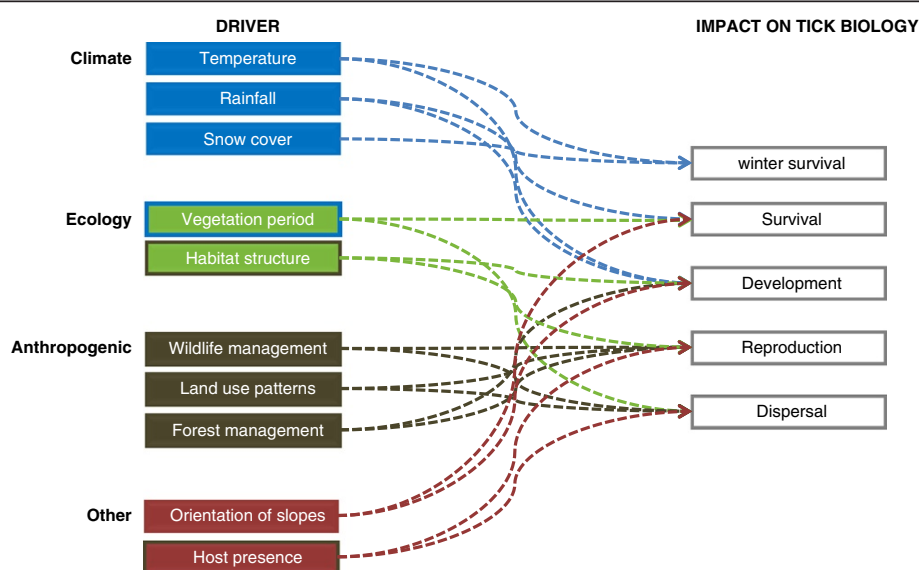 DRIVER
IMPACT ON TICK BIOLOGY
Climate
Temperature
Rainfall
Snow cover
winter survival
Ecology
Vegetation period
Survival
Habitat structure
Development
Anthropogenic
Wildlife management
Reproduction
Land use patterns
Dispersal
Forest management
Other
Orientation of slopes
Host presence